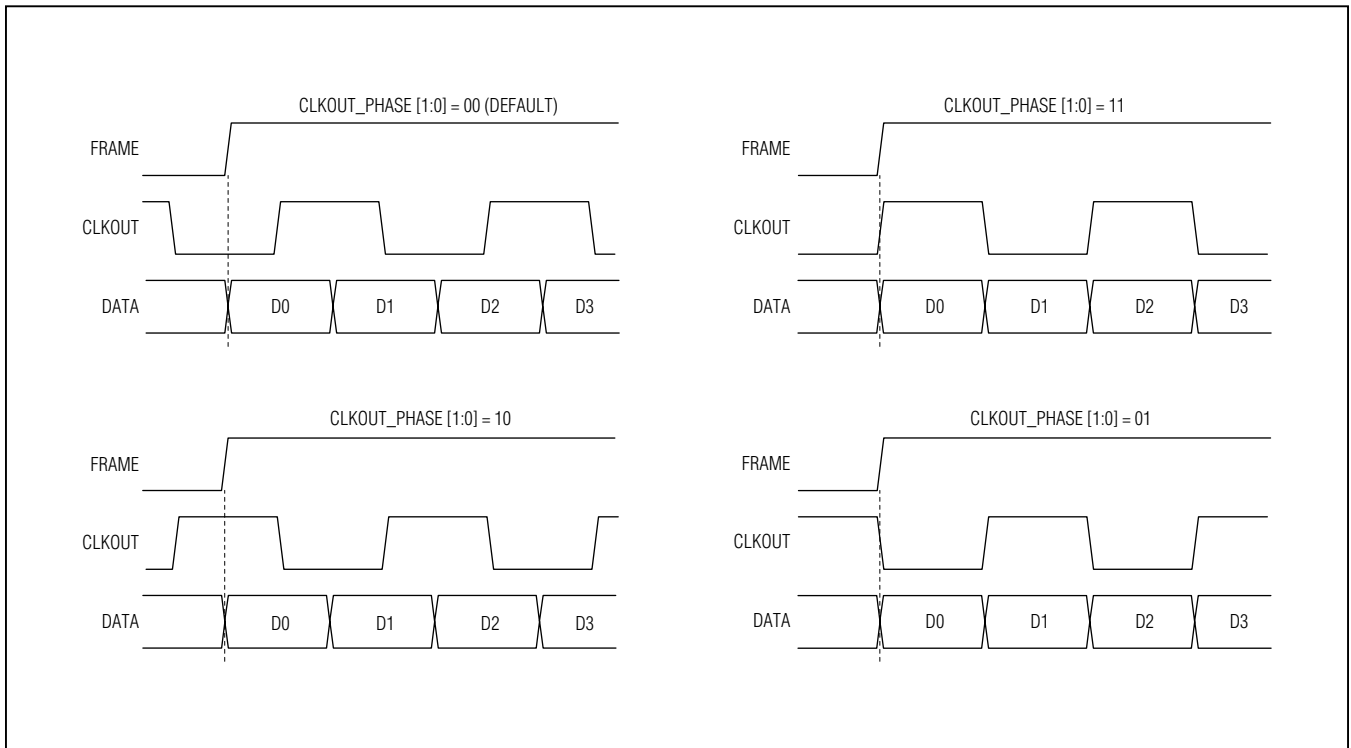 CLKOUT_PHASE [1:0] = 00 (DEFAULT)
FRAME
CLKOUT
DATA D0 D1 D2 D3
CLKOUT_PHASE [1:0] = 11
FRAME
CLKOUT
DATA D0 D1 D2 D3
CLKOUT_PHASE [1:0] = 10
FRAME
CLKOUT
DATA D0 D1 D2 D3
CLKOUT_PHASE [1:0] = 01
FRAME
CLKOUT
DATA D0 D1 D2 D3